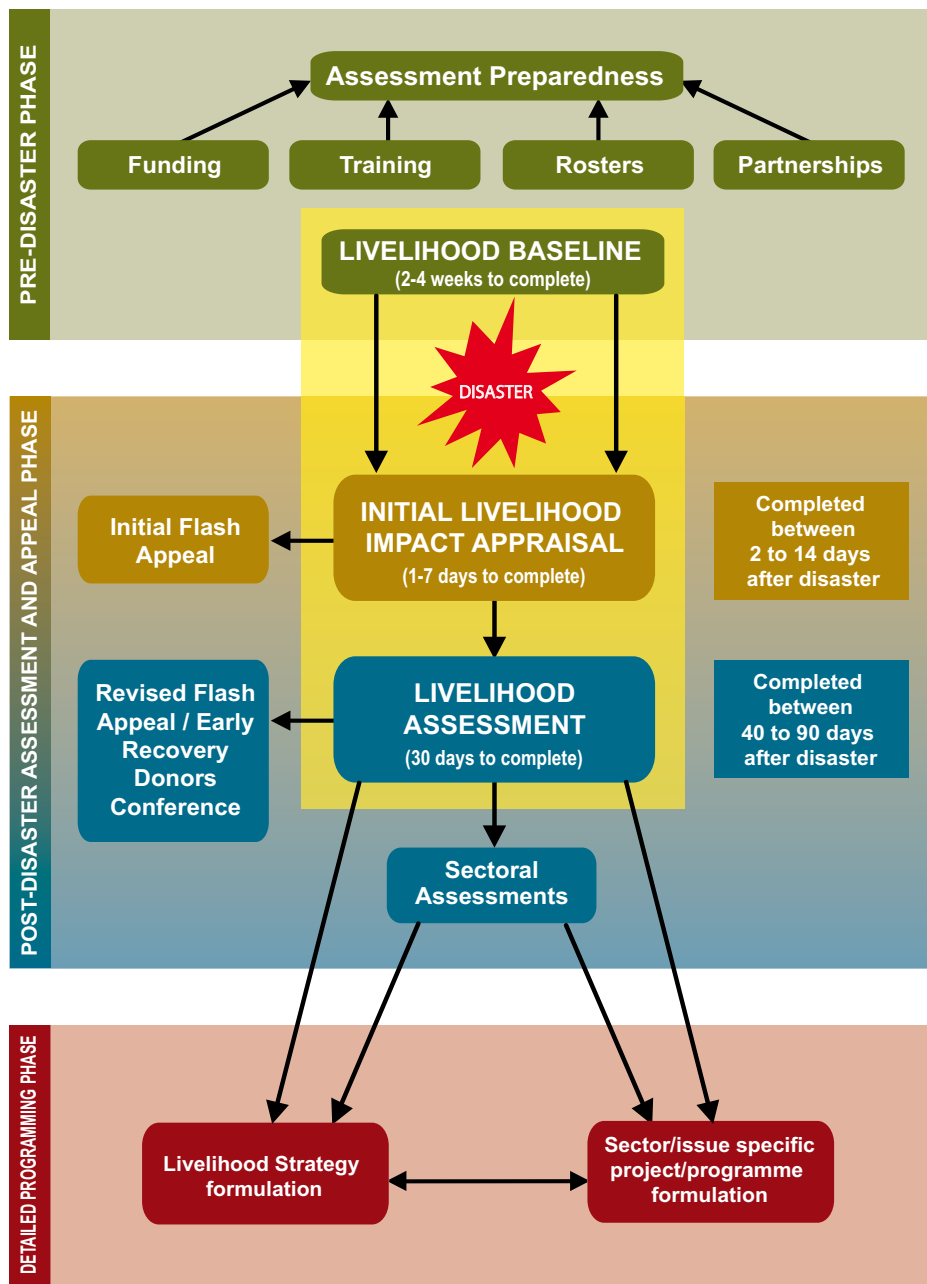 PRE-DISASTER PHASE
Assessment Preparedness
Funding
Training
Rosters
Partnerships
LIVELIHOOD BASELINE
(2-4 weeks to complete)
DISASTER
POST-DISASTER ASSESSMENT AND APPEAL PHASE
Initial Flash
Appeal
INITIAL LIVELIHOOD
IMPACT APPRAISAL
(1-7 days to complete)
Completed
between
2 to 14 days
after disaster
Revised Flash
Appeal / Early
Recovery
Donors
Conference
LIVELIHOOD
ASSESSMENT
(30 days to complete)
Completed
between
40 to 90 days
after disaster
Sectoral
Assessments
DETAILED PROGRAMMING PHASE
Livelihood Strategy
formulation
Sector/issue specific
project/programme
formulation